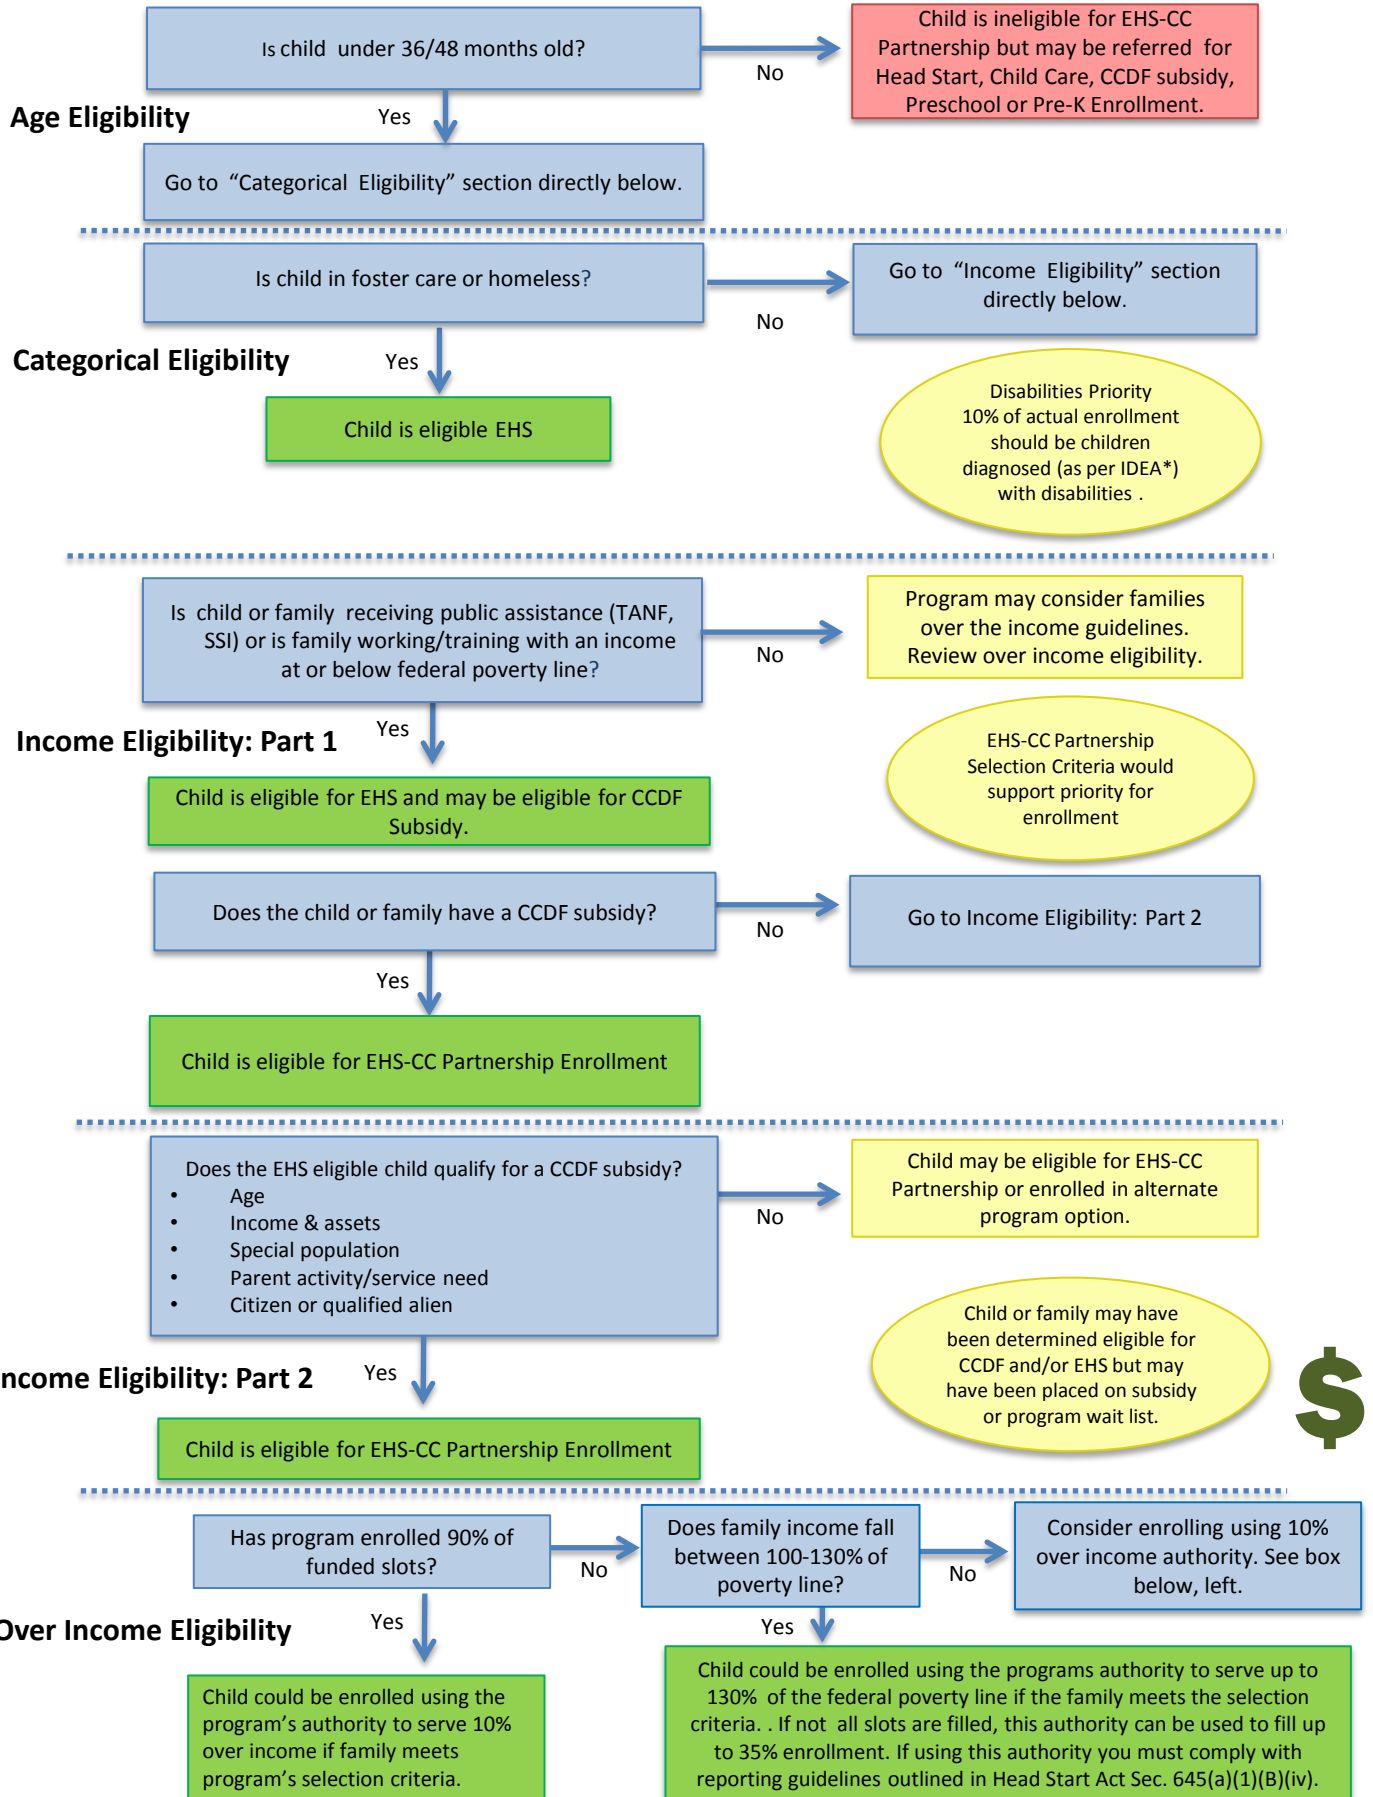 Is child under 36/48 months old?
No
Child is ineligible for EHS-CC
Partnership but may be referred for
Head Start, Child Care, CCDF subsidy,
Preschool or Pre-K Enrollment.
Age Eligibility
Yes
Go to “Categorical Eligibility” section directly below.
Is child in foster care or homeless?
No
Go to “Income Eligibility” section
directly below.
Categorical Eligibility
Yes
Child is eligible EHS
Disabilities Priority
10% of actual enrollment
should be children
diagnosed (as per IDEA*)
with disabilities .
Is child or family receiving public assistance (TANF,
SSI) or is family working/training with an income
at or below federal poverty line?
No
Program may consider families
over the income guidelines.
Review over income eligibility.
Income Eligibility: Part 1
Yes
EHS-CC Partnership
Selection Criteria would
support priority for
enrollment
Child is eligible for EHS and may be eligible for CCDF
Subsidy.
Does the child or family have a CCDF subsidy?
No
Go to Income Eligibility: Part 2
Yes
Child is eligible for EHS-CC Partnership Enrollment
Does the EHS eligible child qualify for a CCDF subsidy?
• Age
• Income & assets
• Special population
• Parent activity/service need
• Citizen or qualified alien
No
Child may be eligible for EHS-CC
Partnership or enrolled in alternate
program option.
Child or family may have
been determined eligible for
CCDF and/or EHS but may
have been placed on subsidy
or program wait list.
$
ncome Eligibility: Part 2
Yes
Child is eligible for EHS-CC Partnership Enrollment
Has program enrolled 90% of
funded slots?
No
Does family income fall
between 100-130% of
poverty line?
No
Consider enrolling using 10%
over income authority. See box
below, left.
Over Income Eligibility
Yes
Yes
Child could be enrolled using the
program’s authority to serve 10%
over income if family meets
program’s selection criteria.
Child could be enrolled using the programs authority to serve up to
130% of the federal poverty line if the family meets the selection
criteria. . If not all slots are filled, this authority can be used to fill up
to 35% enrollment. If using this authority you must comply with
reporting guidelines outlined in Head Start Act Sec. 645(a)(1)(B)(iv).